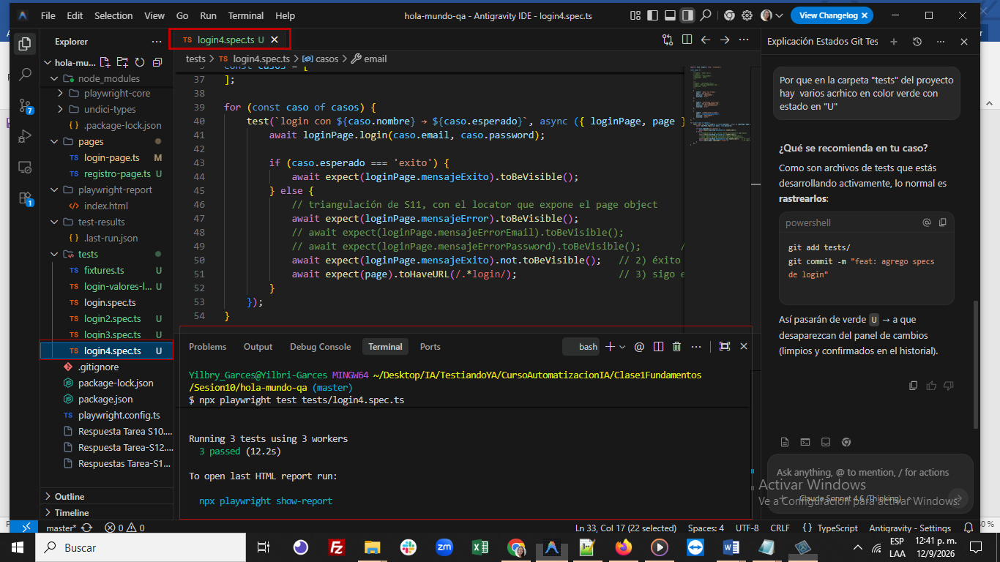 File Edit Selection View Go Run Terminal Help
hola-mundo-qa - Antigravity IDE - login4.spec.ts
View Changelog
Explorer
hola-mu...
node_modules
playwright-core
undici-types
.package-lock.json
pages
login-page.ts M
registro-page.ts U
playwright-report
index.html
test-results
.last-run.json
tests
fixtures.ts U
login-valores-l... U
login.spec.ts
login2.spec.ts U
login3.spec.ts U
login4.spec.ts U
.gitignore
package-lock.json
package.json
playwright.config.ts
Respuesta Tarea S10....
Respuesta Tarea-S12....
Respuestas Tarea-S1...
Outline
Timeline
7
1
TS login4.spec.ts U
tests > TS login4.spec.ts > casos > email
const casos = [
37 ];
38
39 for (const caso of casos) {
40 test(`login con ${caso.nombre} → ${caso.esperado}`, async ({ loginPage, page }
41 await loginPage.login(caso.email, caso.password);
42
43 if (caso.esperado === 'exito') {
44 await expect(loginPage.mensajeExito).toBeVisible();
45 } else {
46 // triangulación de S11, con el locator que expone el page object
47 await expect(loginPage.mensajeError).toBeVisible();
48 // await expect(loginPage.mensajeErrorEmail).toBeVisible();
49 // await expect(loginPage.mensajeErrorPassword).toBeVisible(); /
50 await expect(loginPage.mensajeExito).not.toBeVisible(); // 2) éxito
51 await expect(page).toHaveURL(/.*login/); // 3) sigo e
52 }
53 });
54 }
Problems Output Debug Console Terminal Ports
bash
Yilbry_Garces@Yilbri-Garces MINGW64 ~/Desktop/IA/TestiandoYA/CursoAutomatizacionIA/Clase1Fundamentos
/Sesion10/hola-mundo-qa (master)
$ npx playwright test tests/login4.spec.ts
Running 3 tests using 3 workers
3 passed (12.2s)
To open last HTML report run:
npx playwright show-report
Explicación Estados Git Tes
Por que en la carpeta "tests" del proyecto
hay varios acrhico en color verde con
estado en "U"
¿Qué se recomienda en tu caso?
Como son archivos de tests que estás
desarrollando activamente, lo normal es
rastrearlos:
powershell
git add tests/
git commit -m "feat: agrego specs
de login"
Así pasarán de verde U → a que
desaparezcan del panel de cambios
(limpios y confirmados en el historial).
Ask anything, @ to mention, / for actions
Claude Sonnet 4.6 (Thinking)
Activar Windows
Ve a Configuración para activar Windows.
master* 0 0
Ln 33, Col 17 (22 selected) Spaces: 4 UTF-8 CRLF {} TypeScript Antigravity - Settings
Buscar
zm
ESP
LAA
12:41 p. m.
12/9/2026